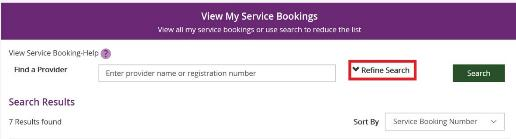 View My Service Bookings
View all my service bookings or use search to reduce the list
View Service Booking-Help ?
Find a Provider Enter provider name or registration number Refine Search Search
Search Results
7 Results found Sort By Service Booking Number